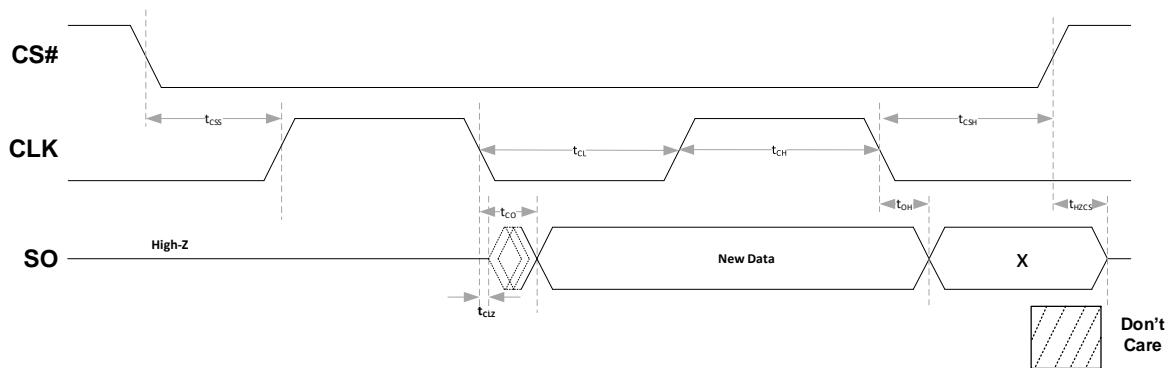 CS#
tCSS
tCSH
CLK
tCL
tCH
tCO
tOH
tHZCS
High-Z
SO
New Data
X
tCLZ
Don't
Care